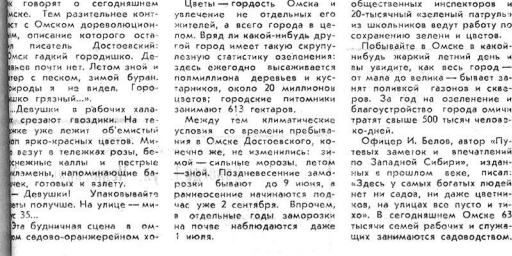 говорят о сегодняшнем
мске. Тем разительнее конт-
с Омском дореволюцион-
м, описание которого оста-
писатель Достоевский:
мск гадкий городишко. Де-
вьев почти нет. Летом зной и
ер с песком, зимой буран.
рироды я не видел. Горо-
шко грязный...».
...Девушки в рабочих хала-
срезают гвоздики. На те-
жке уже лежит объемистый
п ярко-красных цветов. Ми-
везут в тележках розы, бе-
снежные каллы и пестрые
кламены, напоминающие ба-
чек, готовых к взлету.
— Девушки! Упаковывайте
ты получше. На улице — ми-
с 35...
Эта будничная сцена в ом-
м садово-оранжерейном хо-
Цветы — гордость Омска и
увлечение не отдельных его
жителей, а всего города в це-
лом. Вряд ли какой-нибудь дру-
гой город имеет такую скрупу-
лезную статистику озеленения:
здесь ежегодно высаживается
полмиллиона деревьев и кус-
тарников, около 20 миллионов
цветов; городские питомники
занимают 613 гектаров.
Между тем климатические
условия со времени пребыва-
ния в Омске Достоевского, ко-
нечно же, не изменились: зи-
мой — сильные морозы, летом
— зной. Поздневесенние замо-
розки бывают до 9 июня, а
раннеосенние начинаются под-
час уже 2 сентября. Впрочем,
в отдельные годы заморозки
на почве наблюдаются даже
1 июля.
общественных инспекторов и
20-тысячный «зеленый патруль»
из школьников ведут работу по
сохранению зелени и цветов.
Побывайте в Омске в какой-
нибудь жаркий летний день и
вы увидите, как весь город —
от мала до велика — бывает за-
нят поливкой газонов и скве-
ров. За год на озеленение и
благоустройство города омичи
тратят свыше 500 тысяч челове-
ко-дней.
Офицер И. Белов, автор «Пу-
тевых заметок и впечатлений
по Западной Сибири», издан-
ных в прошлом веке, писал:
«Здесь у самых богатых людей
нет ни садов, ни даже цветни-
ков, на улицах все пусто и ти-
хо». В сегодняшнем Омске 63
тысячи семей рабочих и служа-
щих занимаются садоводством.